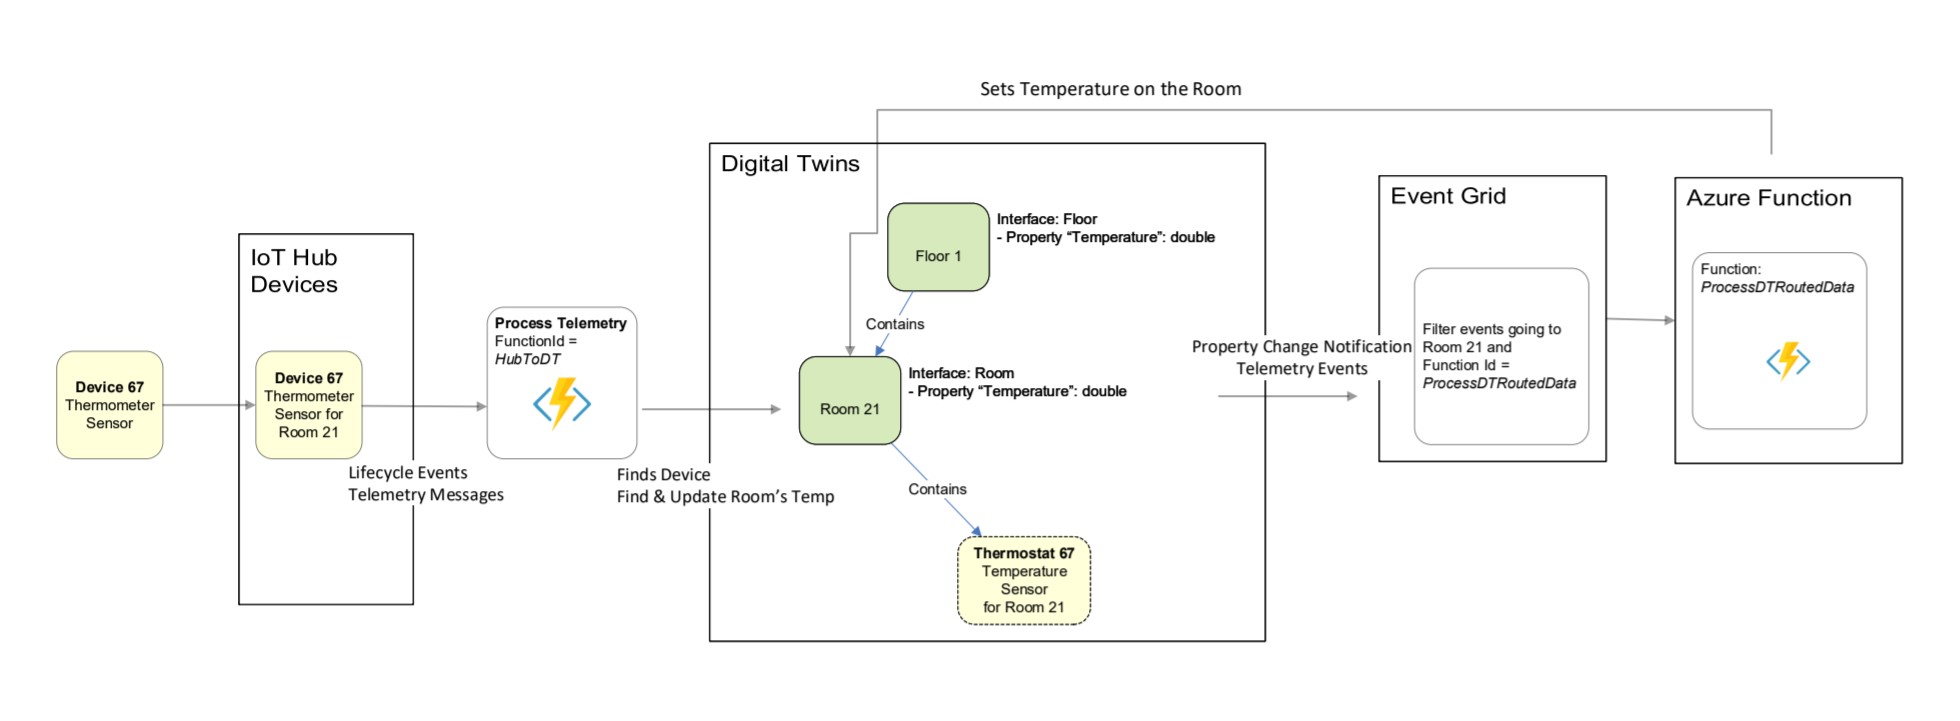 Sets Temperature on the Room
Device 67
Thermometer
Sensor
IoT Hub
Devices
Device 67
Thermometer
Sensor for
Room 21
Lifecycle Events
Telemetry Messages
Process Telemetry
FunctionId =
HubToDT
Finds Device
Find & Update Room’s Temp
Digital Twins
Floor 1
Interface: Floor
- Property “Temperature”: double
Contains
Room 21
Interface: Room
- Property “Temperature”: double
Contains
Thermostat 67
Temperature
Sensor
for Room 21
Property Change Notification
Telemetry Events
Event Grid
Filter events going to
Room 21 and
Function Id =
ProcessDTRoutedData
Azure Function
Function:
ProcessDTRoutedData